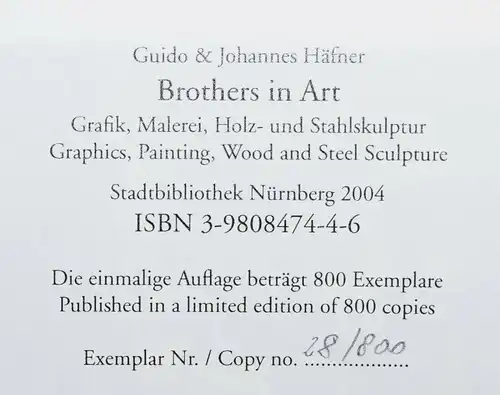 Guido & Johannes Häfner
Brothers in Art
Grafik, Malerei, Holz- und Stahlskulptur
Graphics, Painting, Wood and Steel Sculpture
Stadtbibliothek Nürnberg 2004
ISBN 3-9808474-4-6
Die einmalige Auflage beträgt 800 Exemplare
Published in a limited edition of 800 copies
Exemplar Nr. / Copy no. 28/800